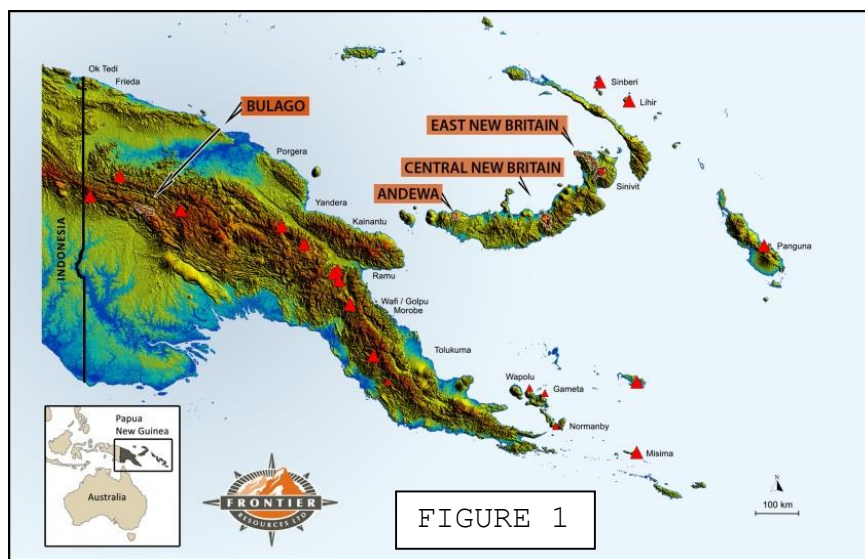 Ok Tedi
Frieda
BULAGO
Porgera
Yandera
Kainantu
Ramu
Wafi / Golpu
Morobe
Tolukuma
INDONESIA
Sinberi
Lihir
EAST NEW BRITAIN
CENTRAL NEW BRITAIN
Sinivit
ANDEWA
Panguna
Wapolu
Gameta
Normanby
Misima
Papua
New Guinea
Australia
FRONTIER
RESOURCES LTD
FIGURE 1
N
100 km